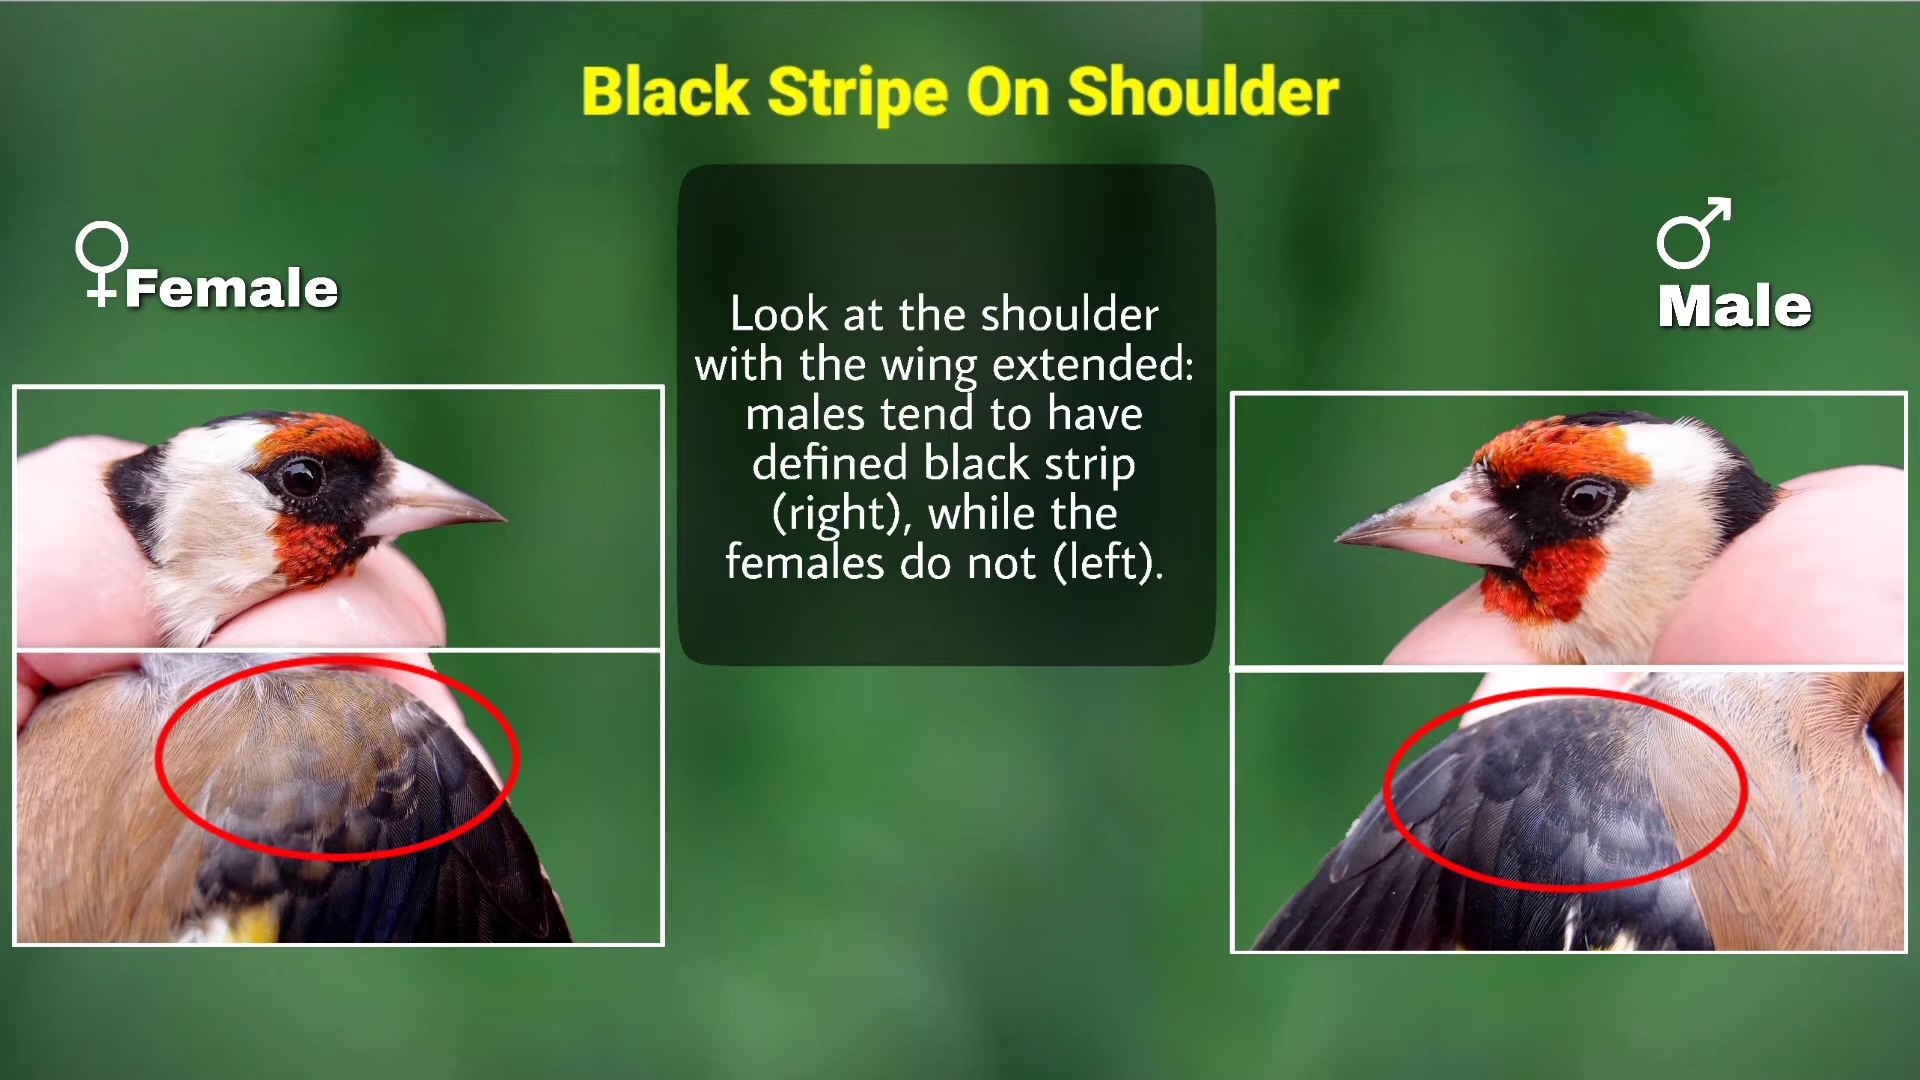 Black Stripe On Shoulder
♀Female
♂
Male
Look at the shoulder
with the wing extended:
males tend to have
defined black strip
(right), while the
females do not (left).